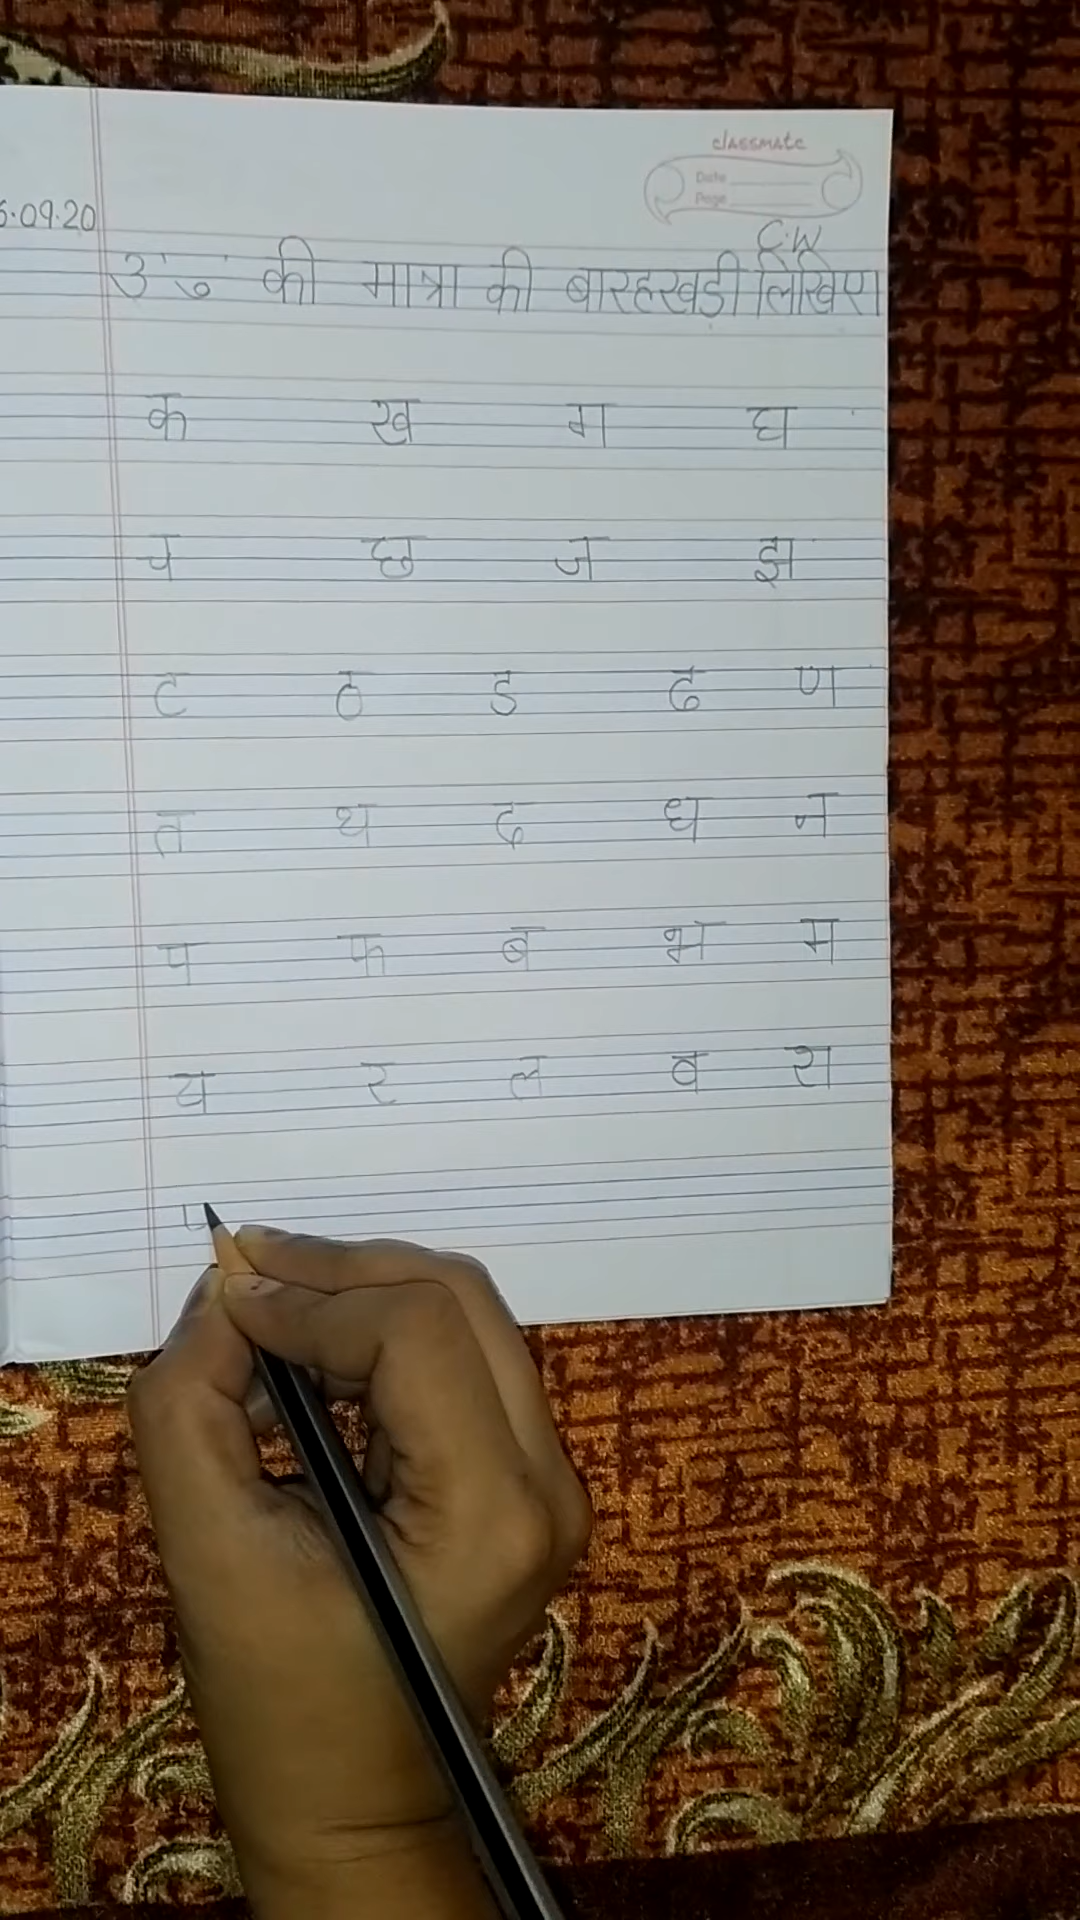 classmate
Date
Page
6.09.20
C.W
उ ' ु ' की मात्रा की बारहखडी लिखिए
क ख ग घ
च छ ज झ
ट ठ ड ढ ण
त थ द ध न
प फ ब भ म
य र ल व श